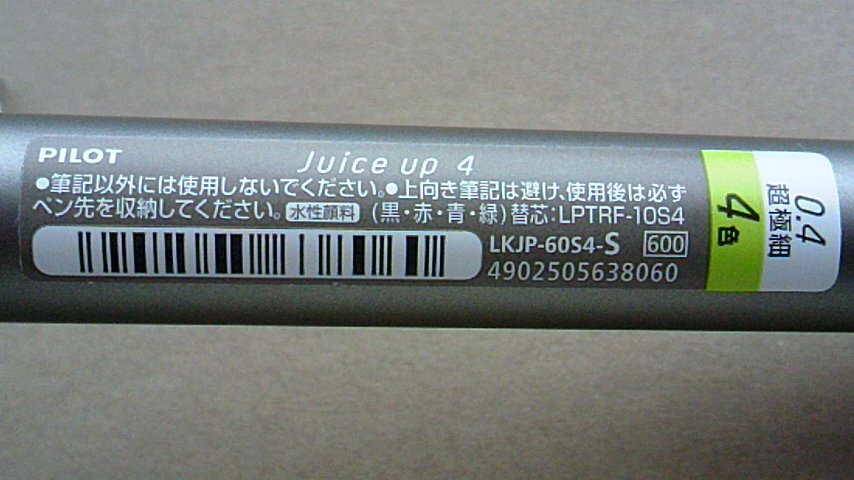 PILOT Juice up 4
●筆記以外には使用しないでください。●上向き筆記は避け、使用後は必ず
ペン先を収納してください。 水性顔料 (黒・赤・青・緑) 替芯:LPTRF-10S4
LKJP-60S4-S 600
4902505638060
4色
0.4
超極細